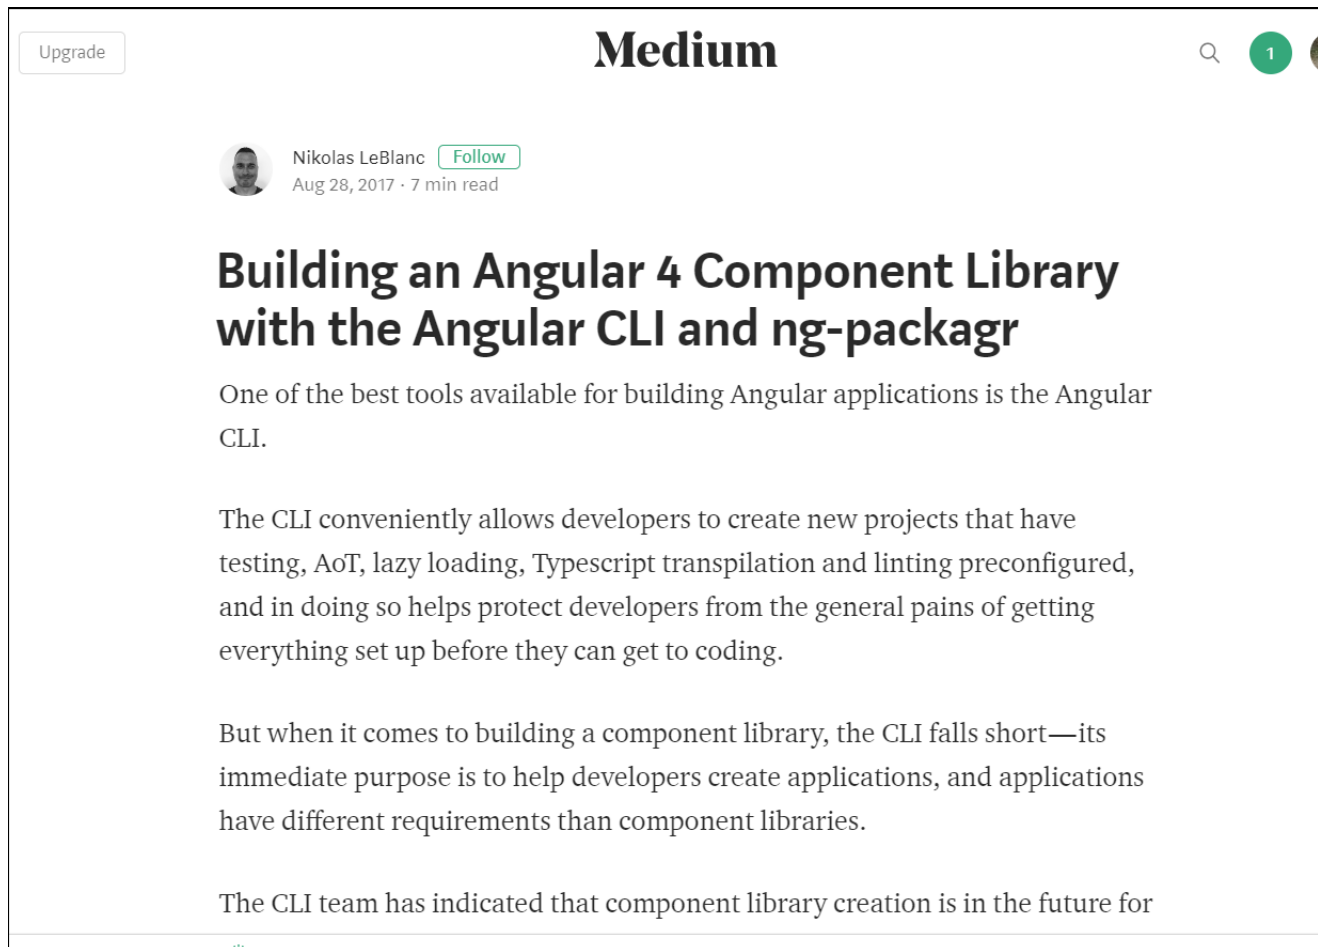 Upgrade
Medium
1
Nikolas LeBlanc Follow
Aug 28, 2017 · 7 min read
Building an Angular 4 Component Library
with the Angular CLI and ng-packagr
One of the best tools available for building Angular applications is the Angular
CLI.
The CLI conveniently allows developers to create new projects that have
testing, AoT, lazy loading, Typescript transpilation and linting preconfigured,
and in doing so helps protect developers from the general pains of getting
everything set up before they can get to coding.
But when it comes to building a component library, the CLI falls short—its
immediate purpose is to help developers create applications, and applications
have different requirements than component libraries.
The CLI team has indicated that component library creation is in the future for